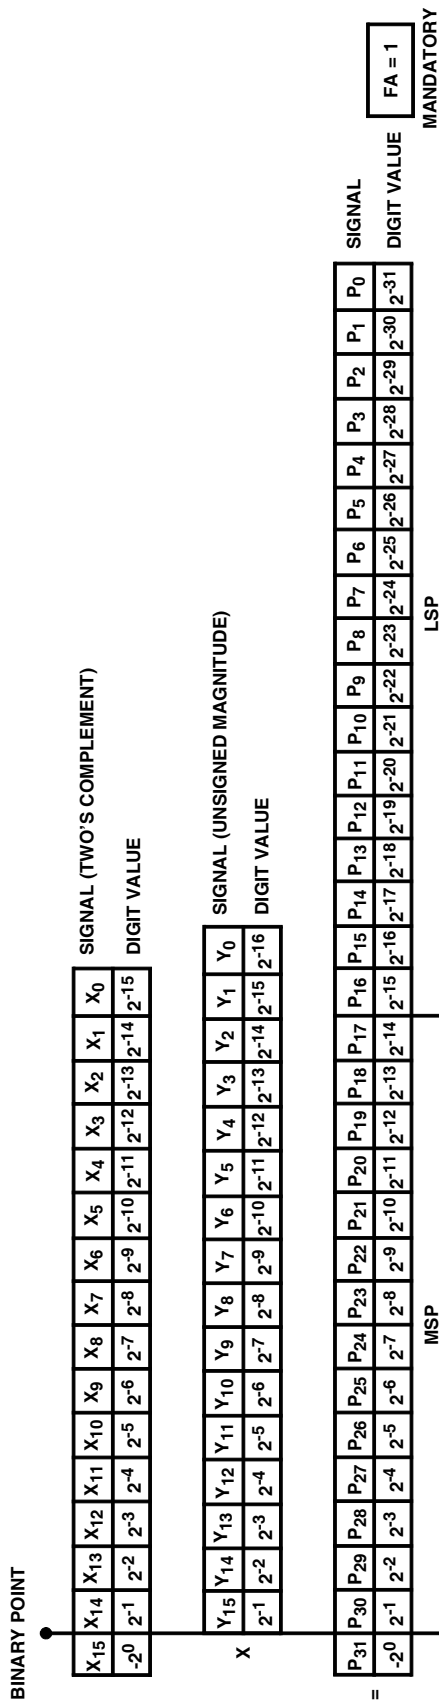 BINARY POINT
X15 X14 X13 X12 X11 X10 X9 X8 X7 X6 X5 X4 X3 X2 X1 X0 SIGNAL (TWO'S COMPLEMENT)
-2^0 2^-1 2^-2 2^-3 2^-4 2^-5 2^-6 2^-7 2^-8 2^-9 2^-10 2^-11 2^-12 2^-13 2^-14 2^-15 DIGIT VALUE
Y15 Y14 Y13 Y12 Y11 Y10 Y9 Y8 Y7 Y6 Y5 Y4 Y3 Y2 Y1 Y0 SIGNAL (UNSIGNED MAGNITUDE)
X 2^-1 2^-2 2^-3 2^-4 2^-5 2^-6 2^-7 2^-8 2^-9 2^-10 2^-11 2^-12 2^-13 2^-14 2^-15 2^-16 DIGIT VALUE
P31 P30 P29 P28 P27 P26 P25 P24 P23 P22 P21 P20 P19 P18 P17 P16 P15 P14 P13 P12 P11 P10 P9 P8 P7 P6 P5 P4 P3 P2 P1 P0 SIGNAL
= -2^0 2^-1 2^-2 2^-3 2^-4 2^-5 2^-6 2^-7 2^-8 2^-9 2^-10 2^-11 2^-12 2^-13 2^-14 2^-15 2^-16 2^-17 2^-18 2^-19 2^-20 2^-21 2^-22 2^-23 2^-24 2^-25 2^-26 2^-27 2^-28 2^-29 2^-30 2^-31 DIGIT VALUE
FA = 1
MSP LSP MANDATORY